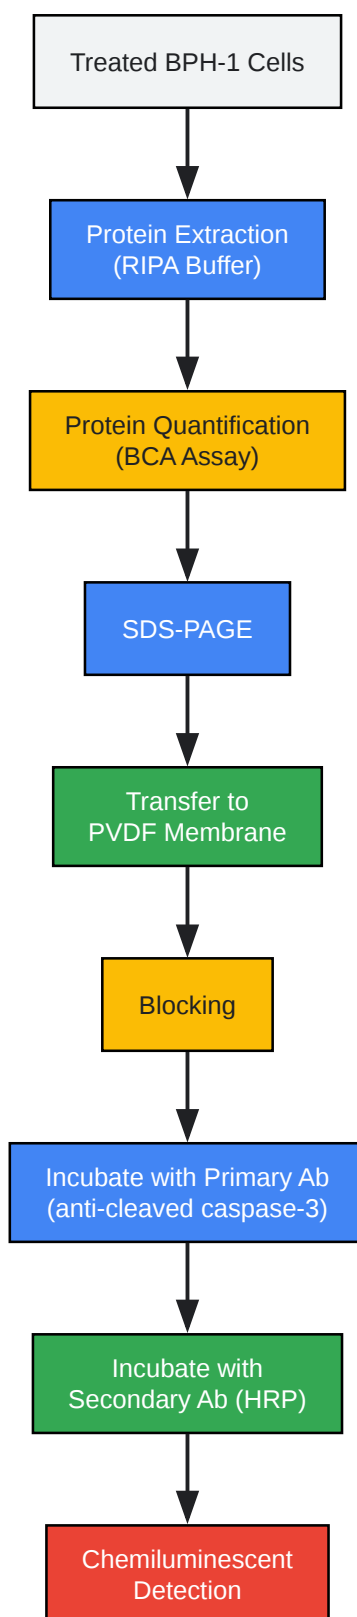 Treated BPH-1 Cells
Protein Extraction
(RIPA Buffer)
Protein Quantification
(BCA Assay)
SDS-PAGE
Transfer to
PVDF Membrane
Blocking
Incubate with Primary Ab
(anti-cleaved caspase-3)
Incubate with
Secondary Ab (HRP)
Chemiluminescent
Detection